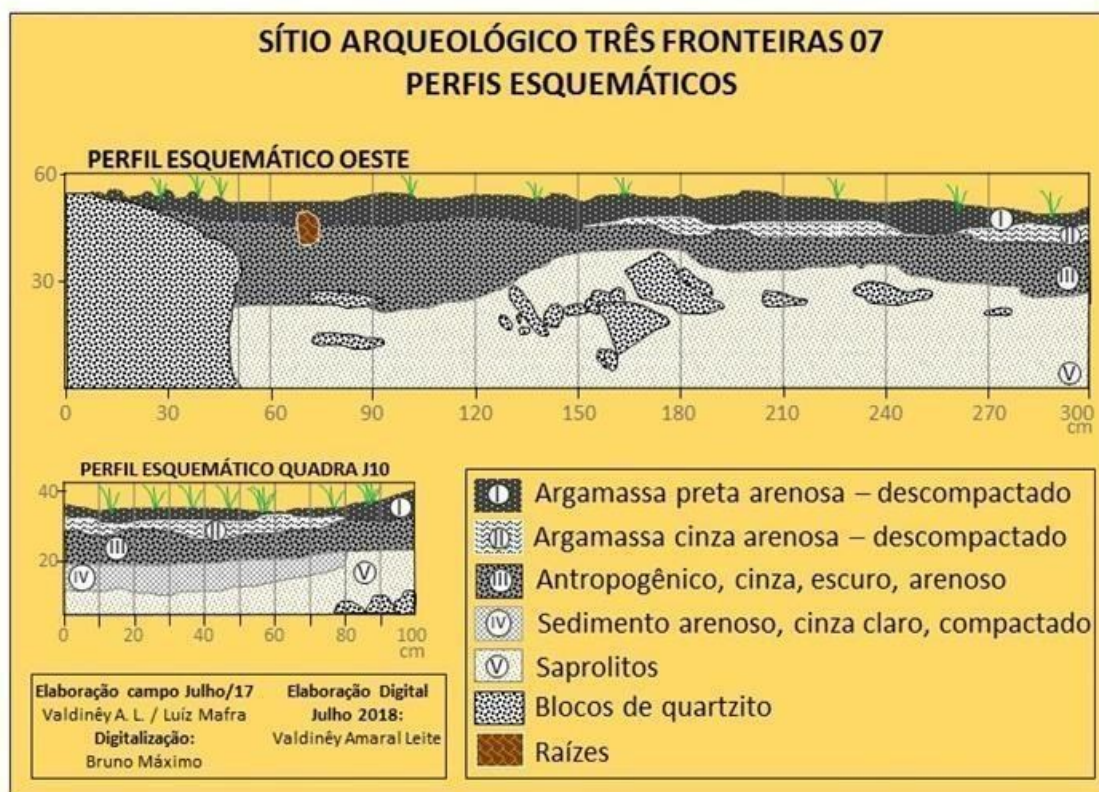 SÍTIO ARQUEOLÓGICO TRÊS FRONTEIRAS 07
PERFIS ESQUEMÁTICOS
PERFIL ESQUEMÁTICO OESTE
60
30
I
II
III
V
0 30 60 90 120 150 180 210 240 270 300
cm
PERFIL ESQUEMÁTICO QUADRA J10
40
20
I
II
III
IV
V
0 20 40 60 80 100
cm
I Argamassa preta arenosa – descompactado
II Argamassa cinza arenosa – descompactado
III Antropogênico, cinza, escuro, arenoso
IV Sedimento arenoso, cinza claro, compactado
V Saprolitos
Blocos de quartzito
Raízes
Elaboração campo Julho/17
Valdinêy A. L. / Luíz Mafra
Digitalização:
Bruno Máximo
Elaboração Digital
Julho 2018:
Valdinêy Amaral Leite